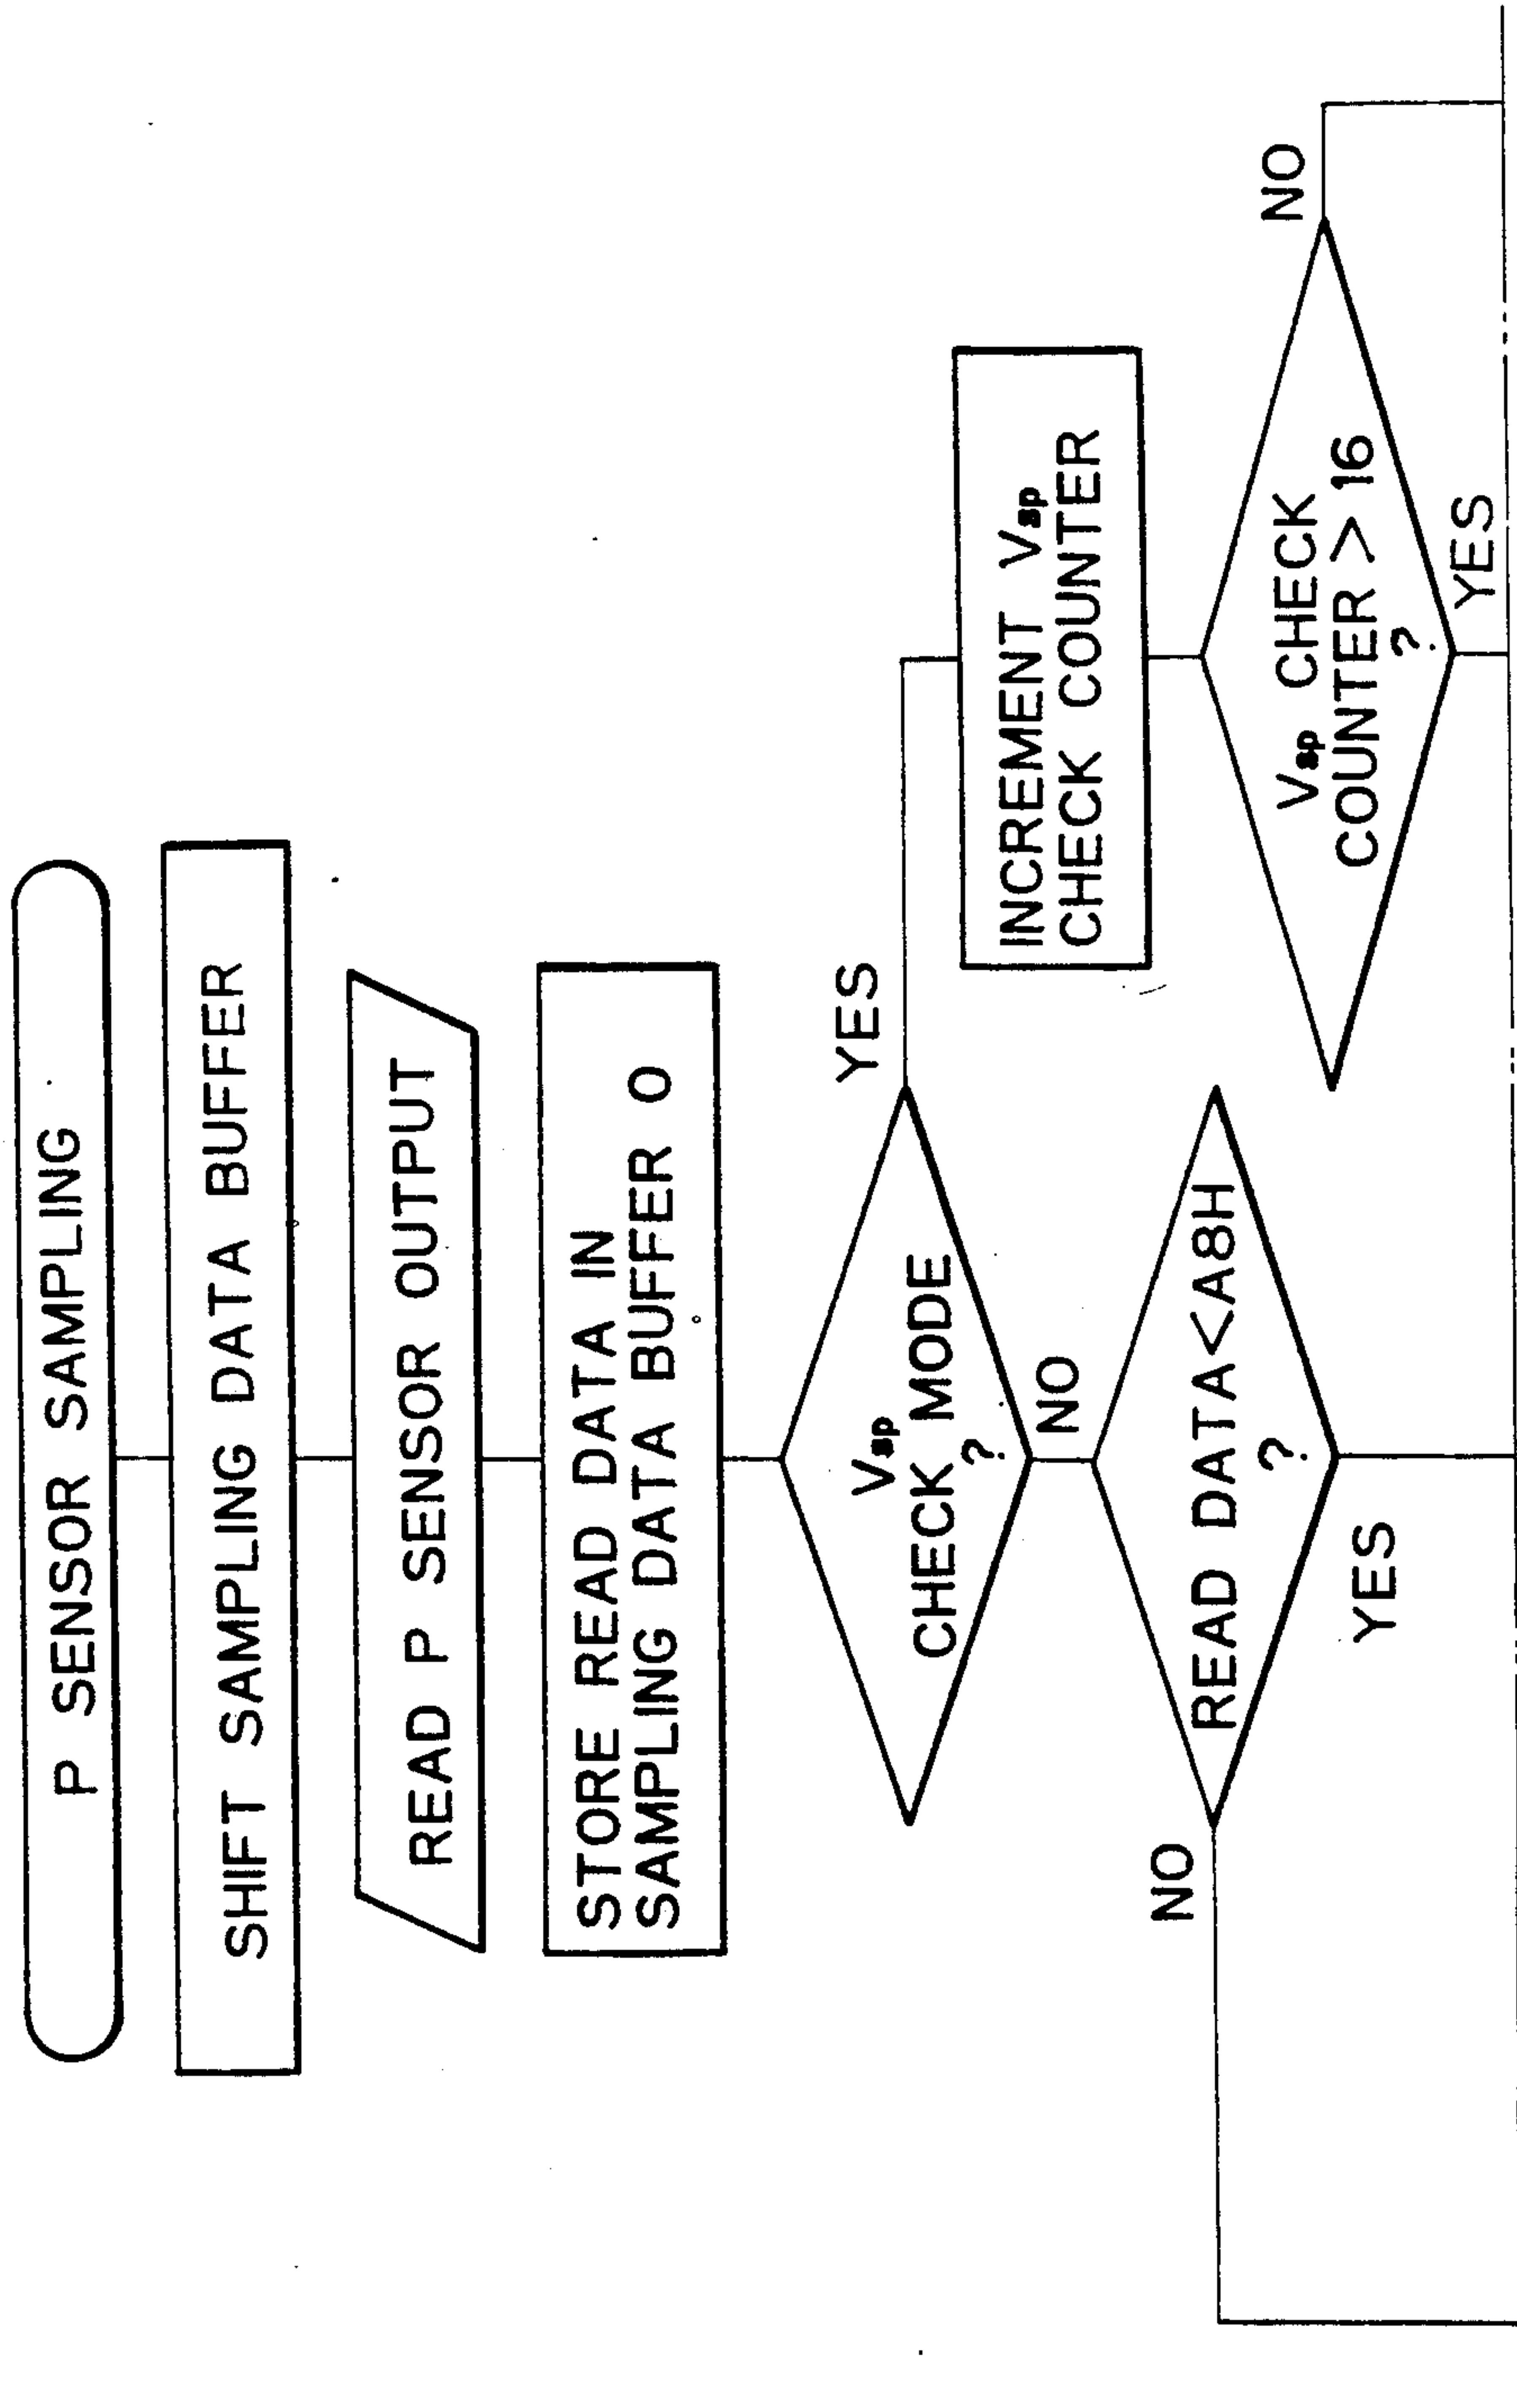 P SENSOR SAMPLING
SHIFT SAMPLING DATA BUFFER
READ P SENSOR OUTPUT
STORE READ DATA IN
SAMPLING DATA BUFFER 0
Vsp
CHECK MODE
?
YES
NO
INCREMENT Vsp
CHECK COUNTER
READ DATA<A8H
?
NO
YES
Vsp CHECK
COUNTER > 16
?
NO
YES